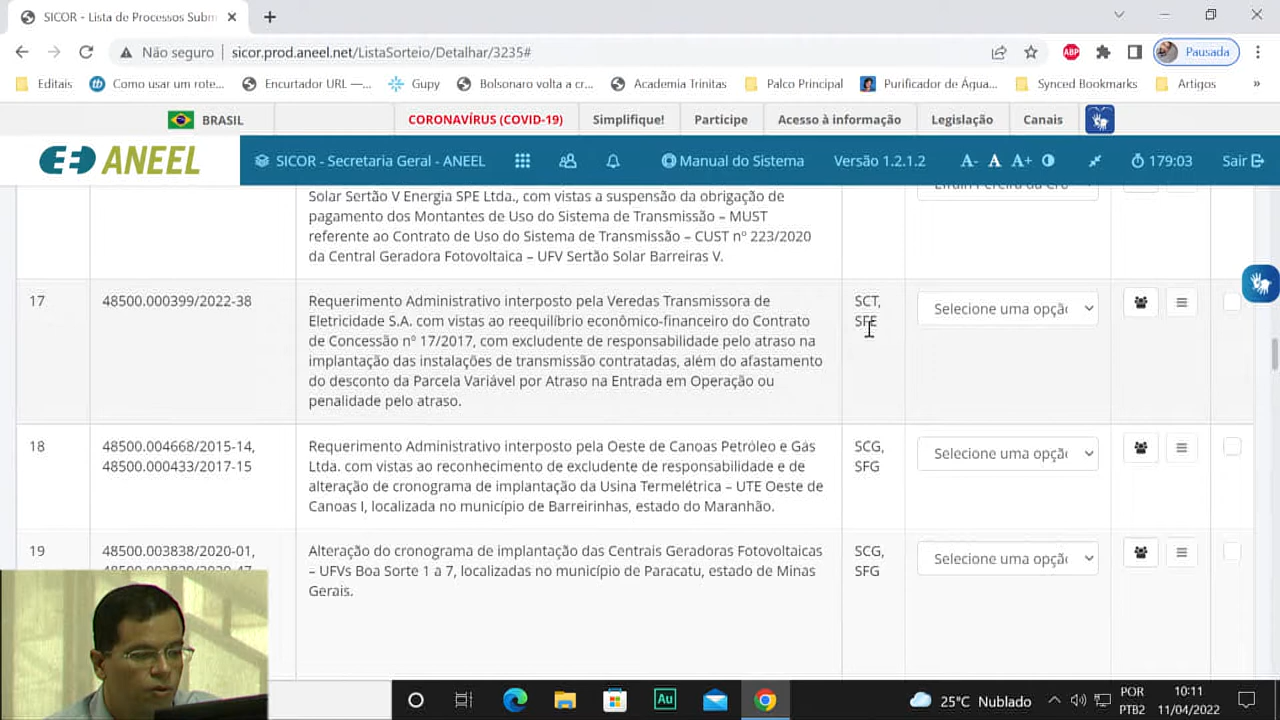 SICOR - Lista de Processos Subm
Não seguro
sicor.prod.aneel.net/ListaSorteio/Detalhar/3235#
ABP
Pausada
Editais
Como usar um rote...
Encurtador URL —...
Gupy
Bolsonaro volta a cr...
Academia Trinitas
Palco Principal
Purificador de Água...
Synced Bookmarks
Artigos
»
BRASIL
CORONAVÍRUS (COVID-19)
Simplifique!
Participe
Acesso à informação
Legislação
Canais
ANEEL
SICOR - Secretaria Geral - ANEEL
Manual do Sistema
Versão 1.2.1.2
A-
A
A+
179:03
Sair
Solar Sertão V Energia SPE Ltda., com vistas a suspensão da obrigação de
pagamento dos Montantes de Uso do Sistema de Transmissão – MUST
referente ao Contrato de Uso do Sistema de Transmissão – CUST nº 223/2020
da Central Geradora Fotovoltaica – UFV Sertão Solar Barreiras V.
17
48500.000399/2022-38
Requerimento Administrativo interposto pela Veredas Transmissora de
Eletricidade S.A. com vistas ao reequilíbrio econômico-financeiro do Contrato
de Concessão nº 17/2017, com excludente de responsabilidade pelo atraso na
implantação das instalações de transmissão contratadas, além do afastamento
do desconto da Parcela Variável por Atraso na Entrada em Operação ou
penalidade pelo atraso.
SCT,
SFE
Selecione uma opçã
18
48500.004668/2015-14,
48500.000433/2017-15
Requerimento Administrativo interposto pela Oeste de Canoas Petróleo e Gás
Ltda. com vistas ao reconhecimento de excludente de responsabilidade e de
alteração de cronograma de implantação da Usina Termelétrica – UTE Oeste de
Canoas I, localizada no município de Barreirinhas, estado do Maranhão.
SCG,
SFG
Selecione uma opçã
19
48500.003838/2020-01,
Alteração do cronograma de implantação das Centrais Geradoras Fotovoltaicas
– UFVs Boa Sorte 1 a 7, localizadas no município de Paracatu, estado de Minas
Gerais.
SCG,
SFG
Selecione uma opçã
Au
25°C Nublado
POR
PTB2
10:11
11/04/2022